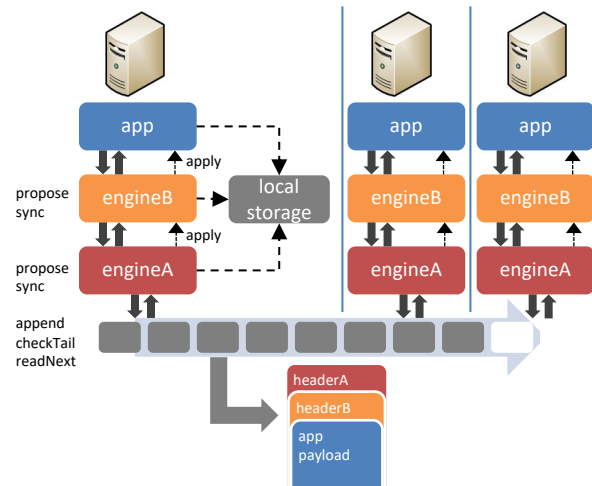 app
app
app
apply
propose
sync
engineB
local
storage
engineB
engineB
apply
propose
sync
engineA
engineA
engineA
append
checkTail
readNext
headerA
headerB
app
payload